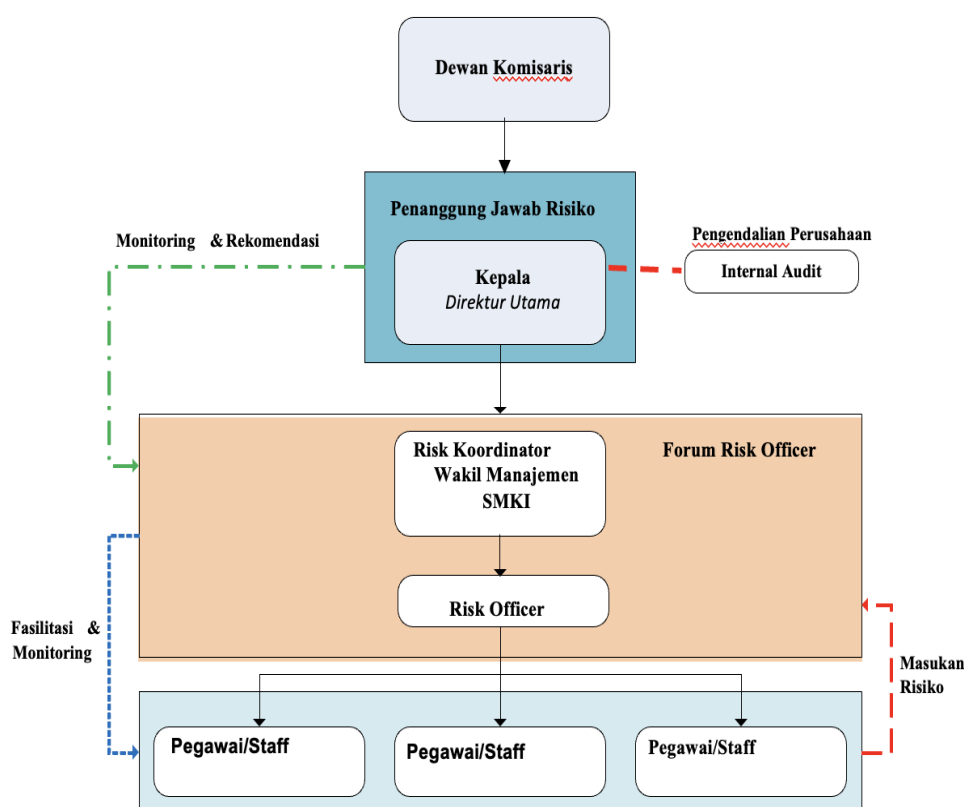 Dewan Komisaris
Penanggung Jawab Risiko
Monitoring & Rekomendasi
Pengendalian Perusahaan
Internal Audit
Kepala
Direktur Utama
Risk Koordinator
Wakil Manajemen
SMKI
Forum Risk Officer
Risk Officer
Fasilitasi &
Monitoring
Masukan
Risiko
Pegawai/Staff
Pegawai/Staff
Pegawai/Staff